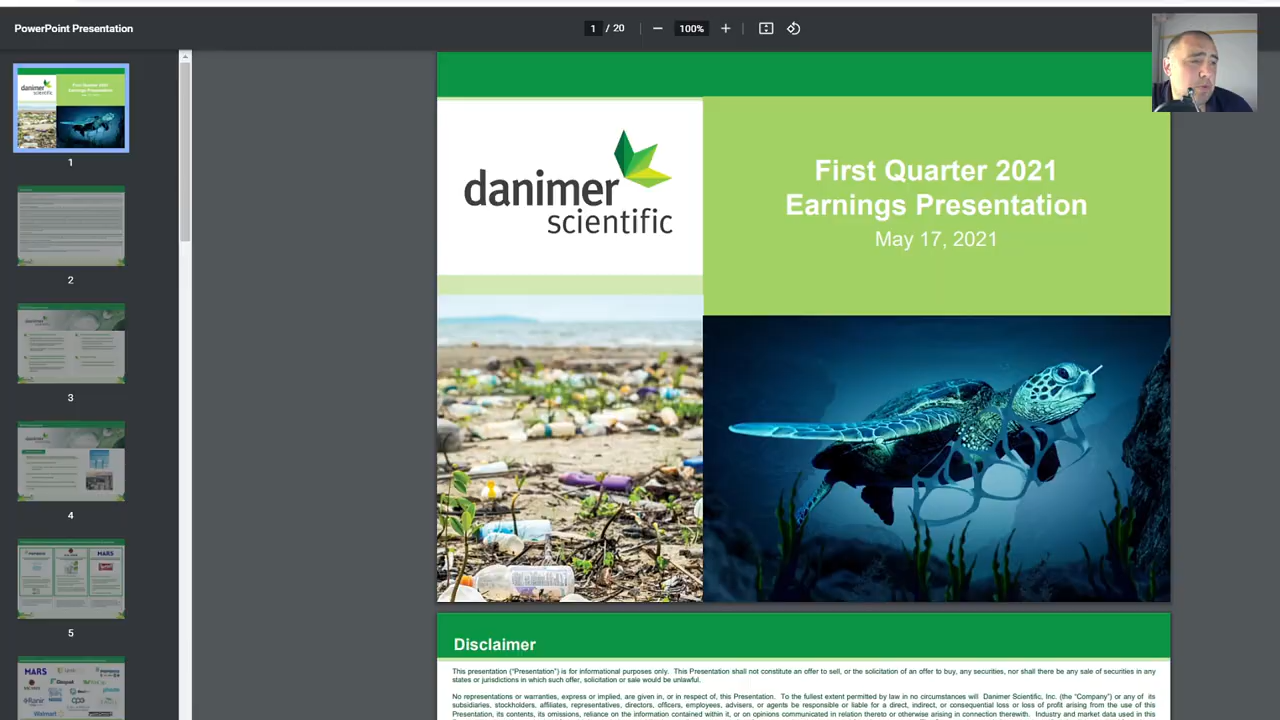 PowerPoint Presentation
1 / 20
100%
danimer
scientific
First Quarter 2021
Earnings Presentation
May 17, 2021
1
2
3
4
MARS
5
MARS
Walmart
Disclaimer
This presentation ("Presentation") is for informational purposes only. This Presentation shall not constitute an offer to sell, or the solicitation of an offer to buy, any securities, nor shall there be any sale of securities in any
states or jurisdictions in which such offer, solicitation or sale would be unlawful.
No representations or warranties, express or implied, are given in, or in respect of, this Presentation. To the fullest extent permitted by law in no circumstances will Danimer Scientific, Inc. (the "Company") or any of its
subsidiaries, stockholders, affiliates, representatives, directors, officers, employees, advisers, or agents be responsible or liable for a direct, indirect, or consequential loss or loss of profit arising from the use of this
Presentation, its contents, its omissions, reliance on the information contained within it, or on opinions communicated in relation thereto or otherwise arising in connection therewith. Industry and market data used in this